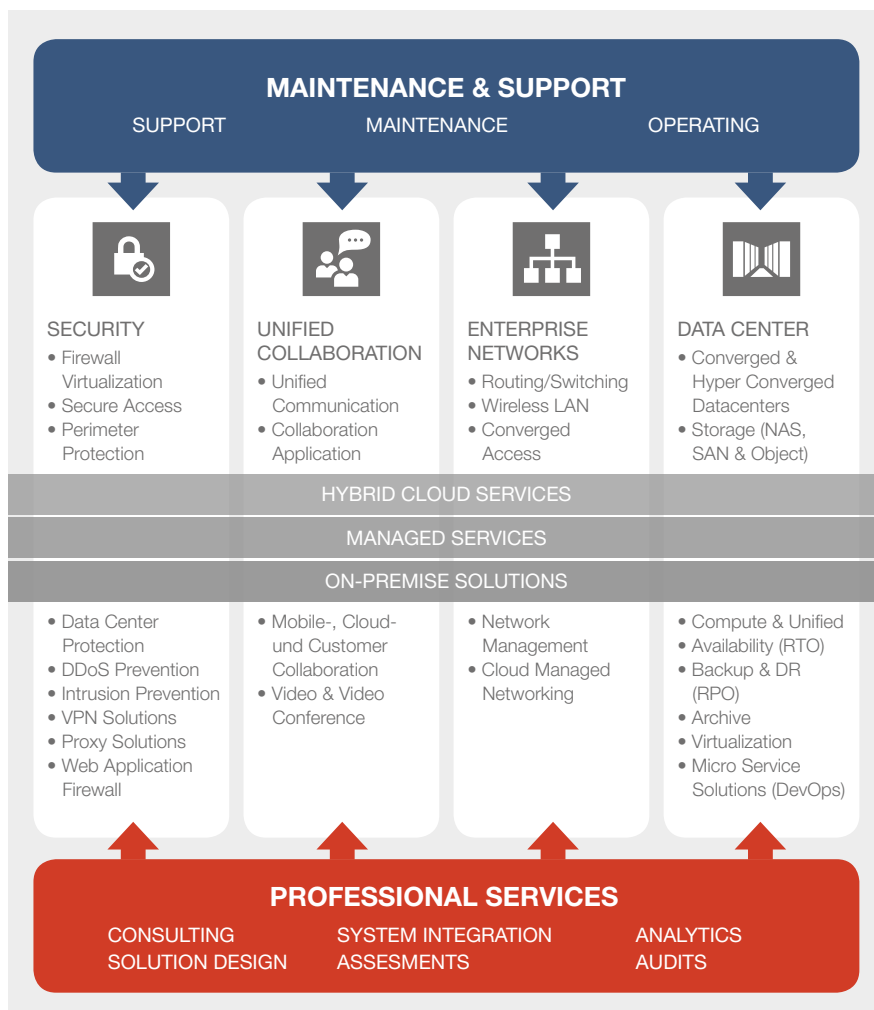 MAINTENANCE & SUPPORT
SUPPORT MAINTENANCE OPERATING
SECURITY
• Firewall
Virtualization
• Secure Access
• Perimeter
Protection
UNIFIED
COLLABORATION
• Unified
Communication
• Collaboration
Application
ENTERPRISE
NETWORKS
• Routing/Switching
• Wireless LAN
• Converged
Access
DATA CENTER
• Converged &
Hyper Converged
Datacenters
• Storage (NAS,
SAN & Object)
HYBRID CLOUD SERVICES
MANAGED SERVICES
ON-PREMISE SOLUTIONS
• Data Center
Protection
• DDoS Prevention
• Intrusion Prevention
• VPN Solutions
• Proxy Solutions
• Web Application
Firewall
• Mobile-, Cloud-
und Customer
Collaboration
• Video & Video
Conference
• Network
Management
• Cloud Managed
Networking
• Compute & Unified
• Availability (RTO)
• Backup & DR
(RPO)
• Archive
• Virtualization
• Micro Service
Solutions (DevOps)
PROFESSIONAL SERVICES
CONSULTING SYSTEM INTEGRATION ANALYTICS
SOLUTION DESIGN ASSESMENTS AUDITS